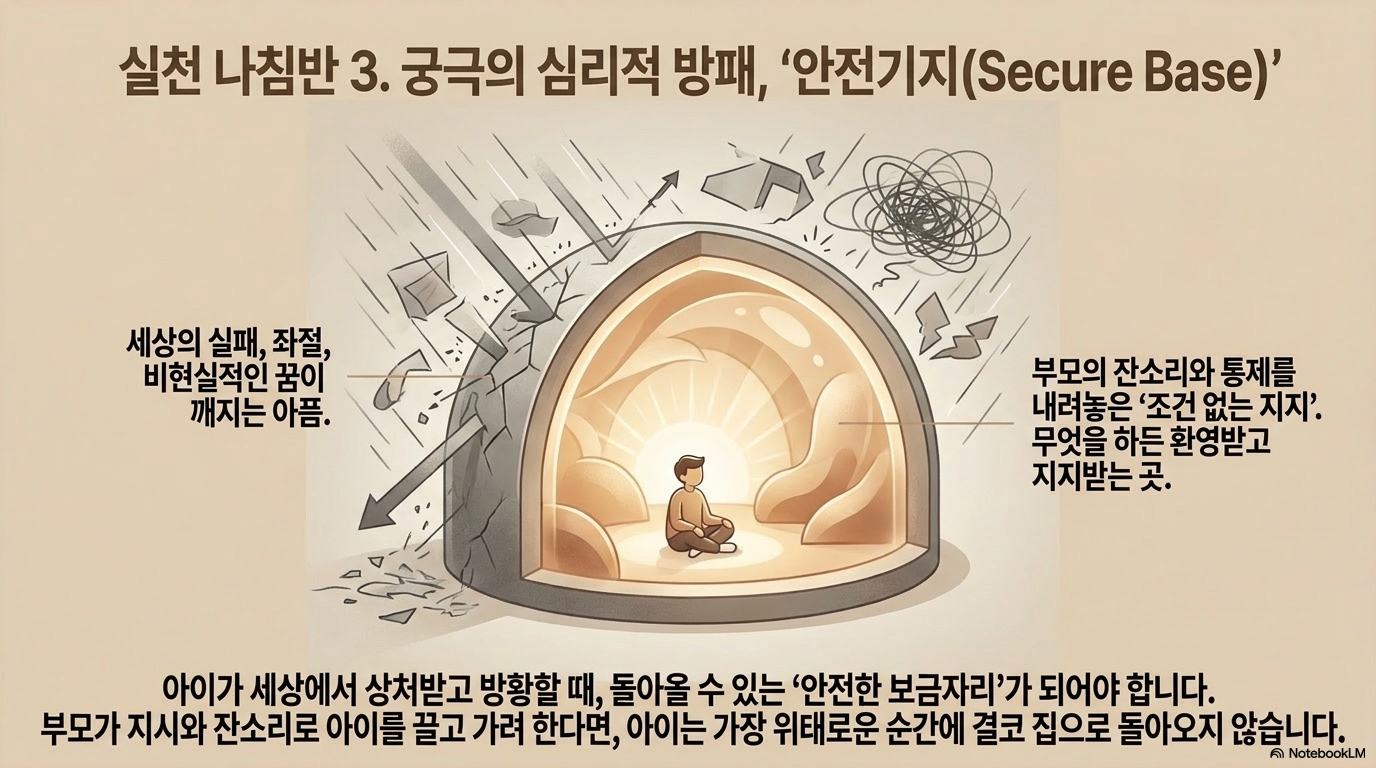 실천 나침반 3. 궁극의 심리적 방패, ‘안전기지(Secure Base)’
세상의 실패, 좌절,
비현실적인 꿈이
깨지는 아픔.
부모의 잔소리와 통제를
내려놓은 ‘조건 없는 지지’.
무엇을 하든 환영받고
지지받는 곳.
아이가 세상에서 상처받고 방황할 때, 돌아올 수 있는 ‘안전한 보금자리’가 되어야 합니다.
부모가 지시와 잔소리로 아이를 끌고 가려 한다면, 아이는 가장 위태로운 순간에 결코 집으로 돌아오지 않습니다.
NotebookLM